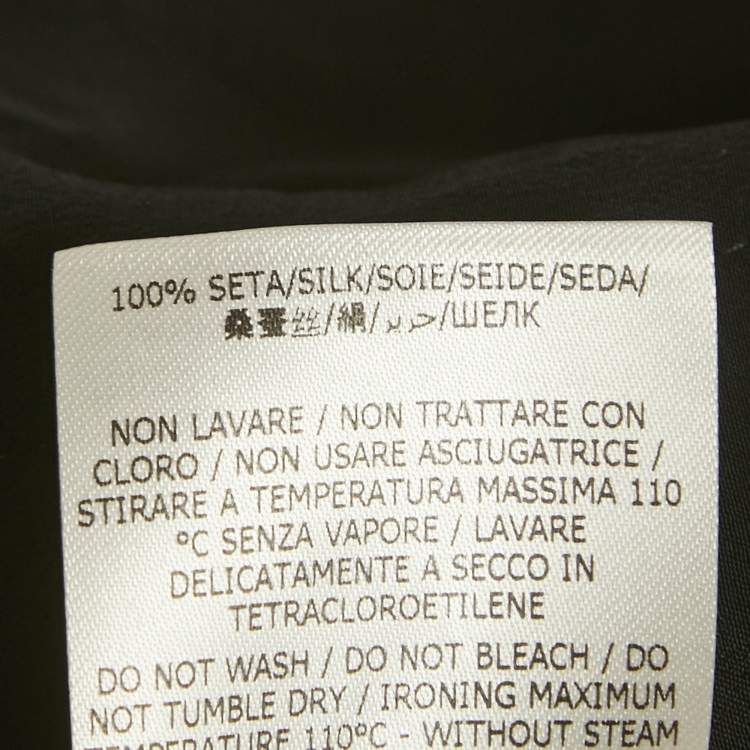 100% SETA/SILK/SOIE/SEIDE/SEDA/
桑蚕丝/絹/حرير/ШЕЛК
NON LAVARE / NON TRATTARE CON
CLORO / NON USARE ASCIUGATRICE /
STIRARE A TEMPERATURA MASSIMA 110
°C SENZA VAPORE / LAVARE
DELICATAMENTE A SECCO IN
TETRACLOROETILENE
DO NOT WASH / DO NOT BLEACH / DO
NOT TUMBLE DRY / IRONING MAXIMUM
TEMPERATURE 110°C - WITHOUT STEAM